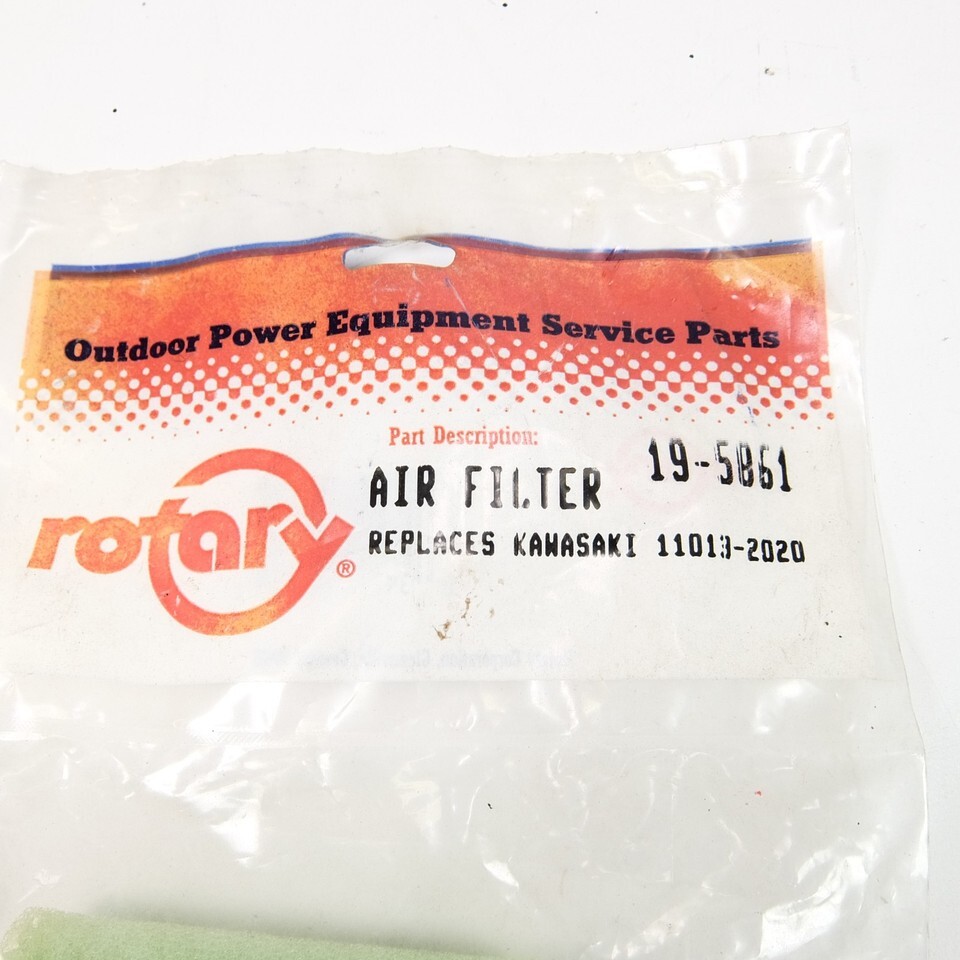 Outdoor Power Equipment Service Parts
Part Description:
19-5861
AIR FILTER
rotary®
REPLACES KAWASAKI 11013-2020